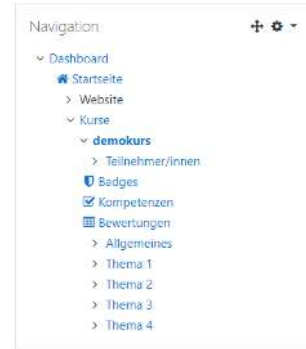 Navigation
Dashboard
Startseite
Website
Kurse
demokurs
Teilnehmer/innen
Badges
Kompetenzen
Bewertungen
Allgemeines
Thema 1
Thema 2
Thema 3
Thema 4